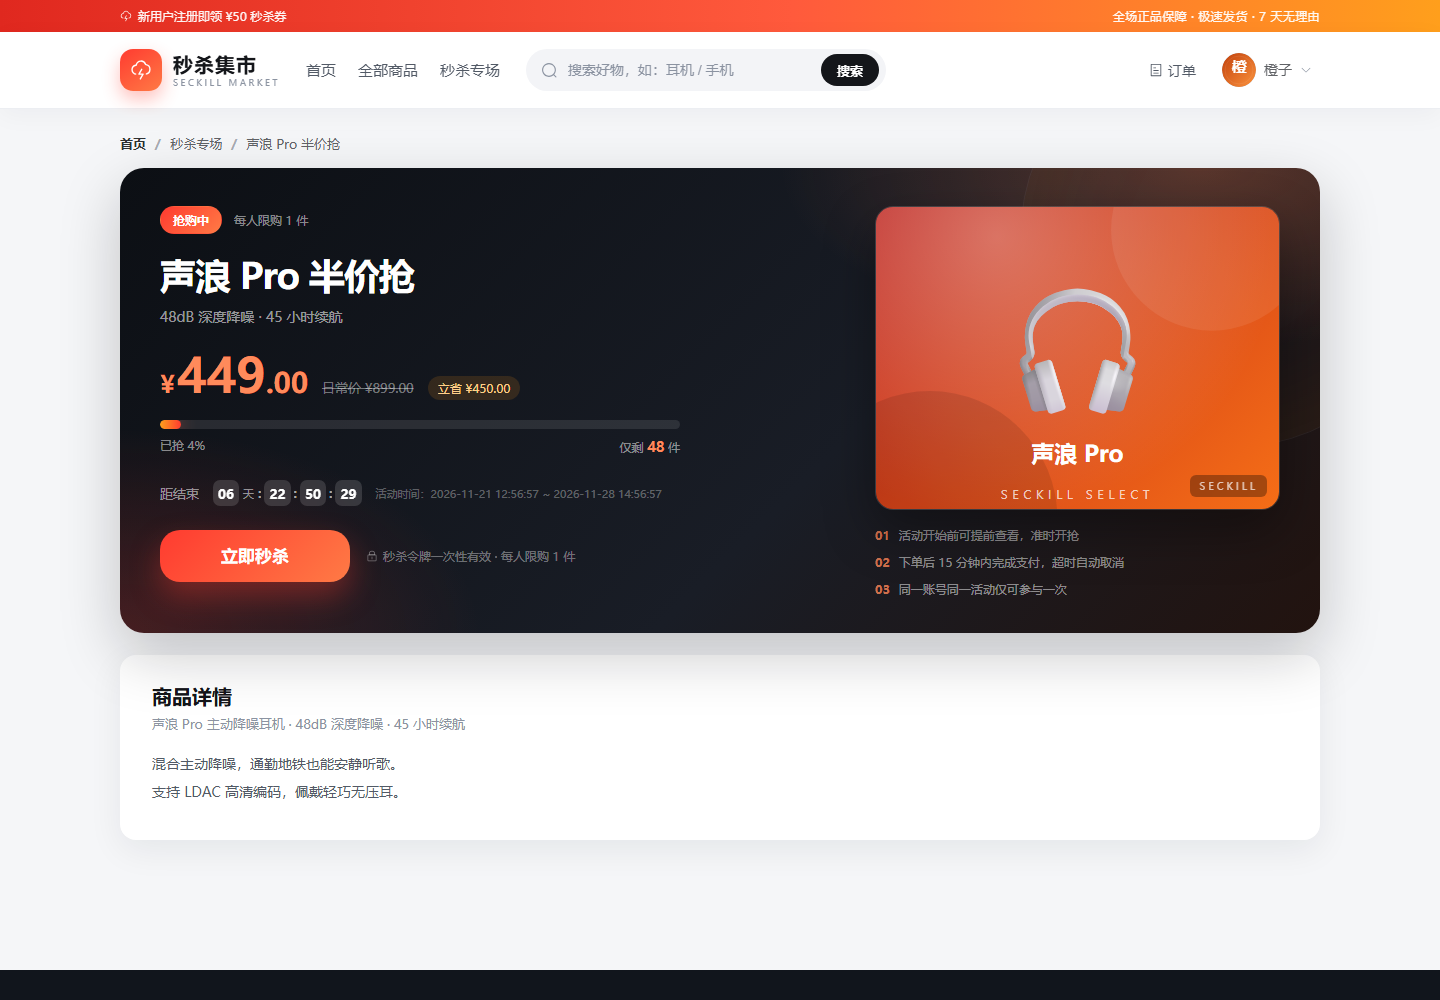 新用户注册即领 ¥50 秒杀券
全场正品保障 · 极速发货 · 7 天无理由
秒杀集市
SECKILL MARKET
首页 全部商品 秒杀专场
搜索好物，如：耳机 / 手机
搜索
订单
橙
橙子
首页 / 秒杀专场 / 声浪 Pro 半价抢
抢购中 每人限购 1 件
声浪 Pro 半价抢
48dB 深度降噪 · 45 小时续航
¥449.00 日常价 ¥899.00 立省 ¥450.00
已抢 4% 仅剩 48 件
距结束 06 天 : 22 : 50 : 29 活动时间：2026-11-21 12:56:57 ~ 2026-11-28 14:56:57
立即秒杀 秒杀令牌一次性有效 · 每人限购 1 件
声浪 Pro
SECKILL SELECT
SECKILL
01 活动开始前可提前查看，准时开抢
02 下单后 15 分钟内完成支付，超时自动取消
03 同一账号同一活动仅可参与一次
商品详情
声浪 Pro 主动降噪耳机 · 48dB 深度降噪 · 45 小时续航
混合主动降噪，通勤地铁也能安静听歌。
支持 LDAC 高清编码，佩戴轻巧无压耳。